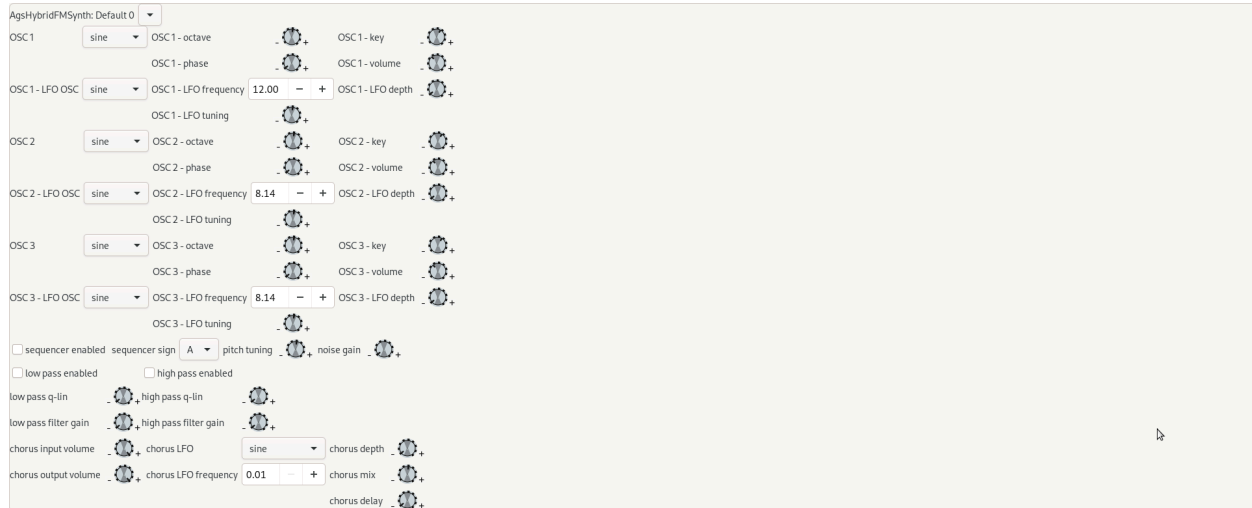 AgsHybridFMSynth: Default 0
OSC 1 sine OSC 1 - octave - + OSC 1 - key - +
OSC 1 - phase - + OSC 1 - volume - +
OSC 1 - LFO OSC sine OSC 1 - LFO frequency 12.00 − + OSC 1 - LFO depth - +
OSC 1 - LFO tuning - +
OSC 2 sine OSC 2 - octave - + OSC 2 - key - +
OSC 2 - phase - + OSC 2 - volume - +
OSC 2 - LFO OSC sine OSC 2 - LFO frequency 8.14 − + OSC 2 - LFO depth - +
OSC 2 - LFO tuning - +
OSC 3 sine OSC 3 - octave - + OSC 3 - key - +
OSC 3 - phase - + OSC 3 - volume - +
OSC 3 - LFO OSC sine OSC 3 - LFO frequency 8.14 − + OSC 3 - LFO depth - +
OSC 3 - LFO tuning - +
sequencer enabled sequencer sign A pitch tuning - + noise gain - +
low pass enabled high pass enabled
low pass q-lin - + high pass q-lin - +
low pass filter gain - + high pass filter gain - +
chorus input volume - + chorus LFO sine chorus depth - +
chorus output volume - + chorus LFO frequency 0.01 − + chorus mix - +
chorus delay - +